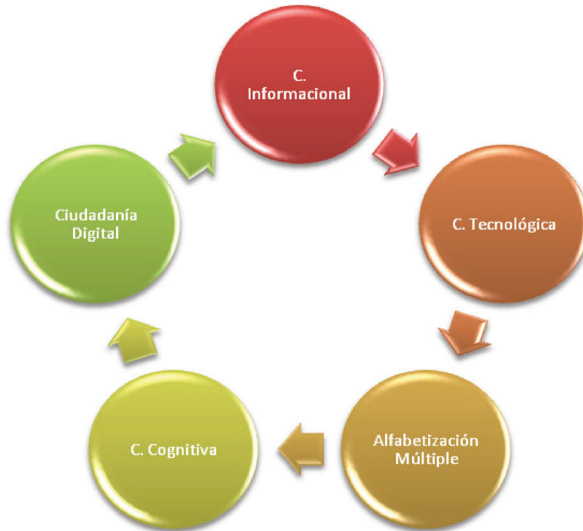 C.
Informacional
C. Tecnológica
Alfabetización
Múltiple
C. Cognitiva
Ciudadanía
Digital